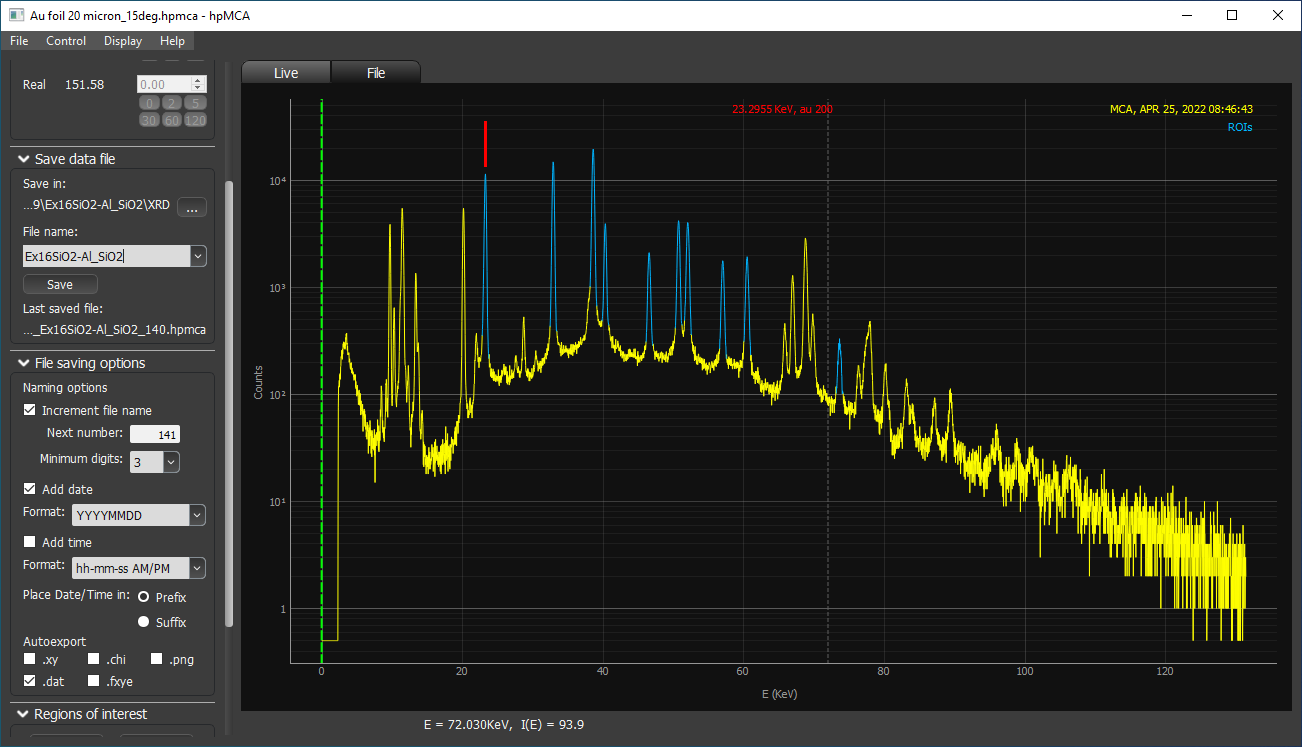 Au foil 20 micron_15deg.hpmca - hpMCA
File Control Display Help
Real 151.58 0.00
0 2 5
30 60 120
Save data file
Save in:
...9\Ex16SiO2-Al_SiO2\XRD ...
File name:
Ex16SiO2-Al_SiO2
Save
Last saved file:
..._Ex16SiO2-Al_SiO2_140.hpmca
File saving options
Naming options
Increment file name
Next number: 141
Minimum digits: 3
Add date
Format: YYYYMMDD
Add time
Format: hh-mm-ss AM/PM
Place Date/Time in: Prefix
Suffix
Autoexport
.xy .chi .png
.dat .fxye
Regions of interest
Live File
23.2955 KeV, au 200
MCA, APR 25, 2022 08:46:43
ROIs
Counts
10⁴
10³
10²
10¹
1
0 20 40 60 80 100 120
E (KeV)
E = 72.030KeV, I(E) = 93.9